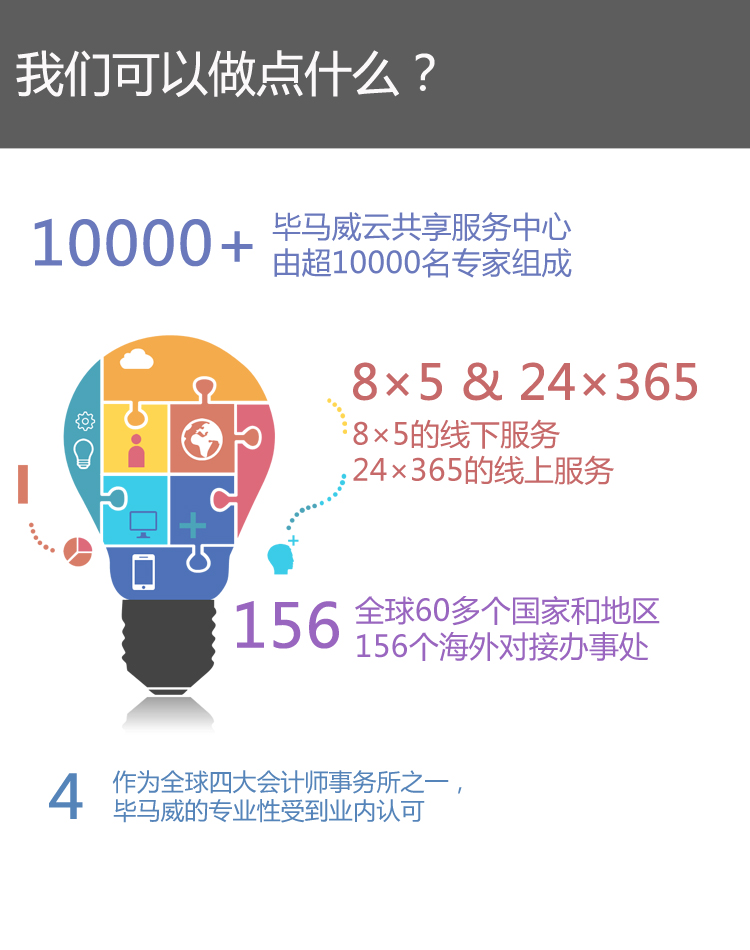 我们可以做点什么？
10000+
毕马威云共享服务中心
由超10000名专家组成
8×5 & 24×365
8×5的线下服务
24×365的线上服务
156
全球60多个国家和地区
156个海外对接办事处
4
作为全球四大会计师事务所之一，
毕马威的专业性受到业内认可